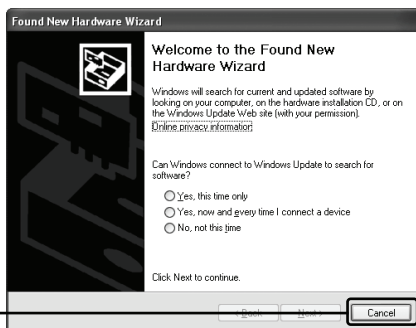 Found New Hardware Wizard
Welcome to the Found New
Hardware Wizard
Windows will search for current and updated software by
looking on your computer, on the hardware installation CD, or on
the Windows Update Web site (with your permission).
Online privacy information
Can Windows connect to Windows Update to search for
software?
Yes, this time only
Yes, now and every time I connect a device
No, not this time
Click Next to continue.
< Back Next > Cancel